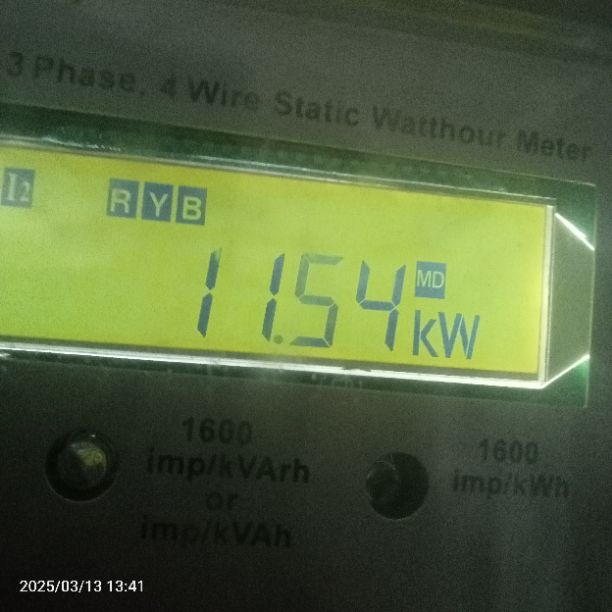 3 Phase, 4 Wire Static Watthour Meter
I2 R Y B
11.54 MD kW
1600
imp/kVArh
or
imp/kVAh
1600
imp/kWh
2025/03/13 13:41